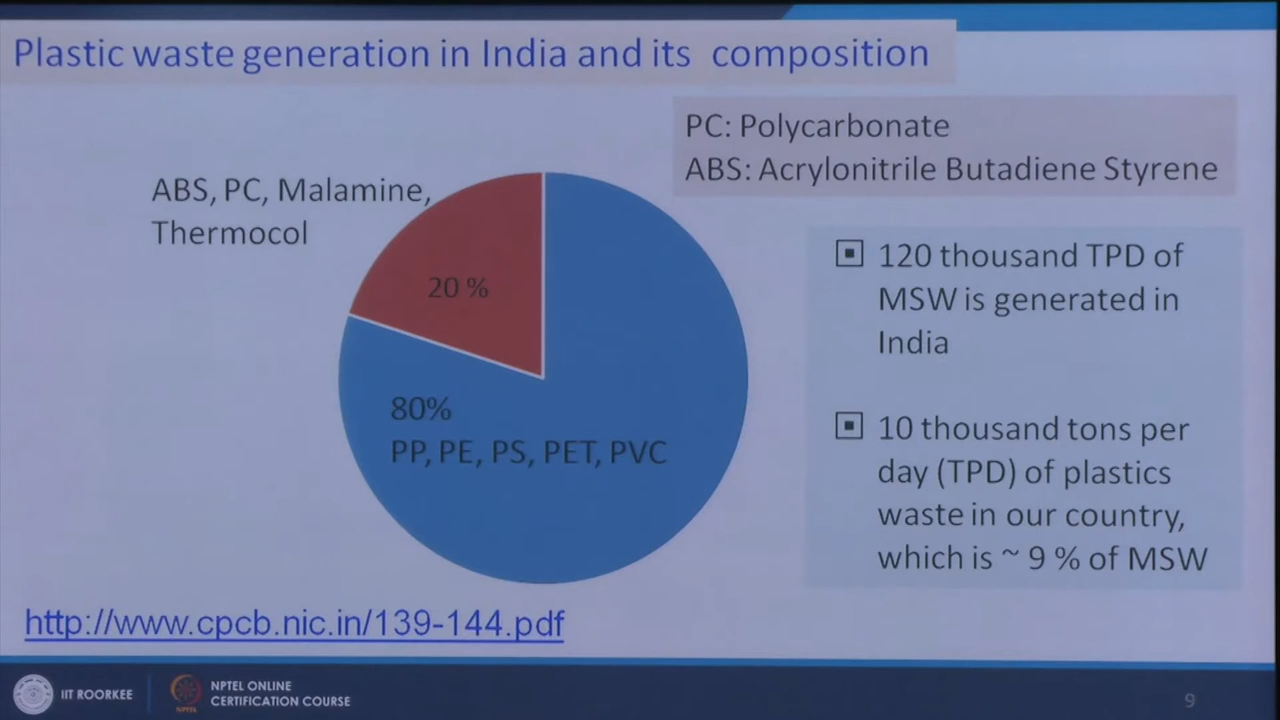 Plastic waste generation in India and its composition
PC: Polycarbonate
ABS: Acrylonitrile Butadiene Styrene
ABS, PC, Malamine,
Thermocol
20 %
80%
PP, PE, PS, PET, PVC
120 thousand TPD of
MSW is generated in
India
10 thousand tons per
day (TPD) of plastics
waste in our country,
which is ~ 9 % of MSW
http://www.cpcb.nic.in/139-144.pdf
IIT ROORKEE
NPTEL
NPTEL ONLINE
CERTIFICATION COURSE
9